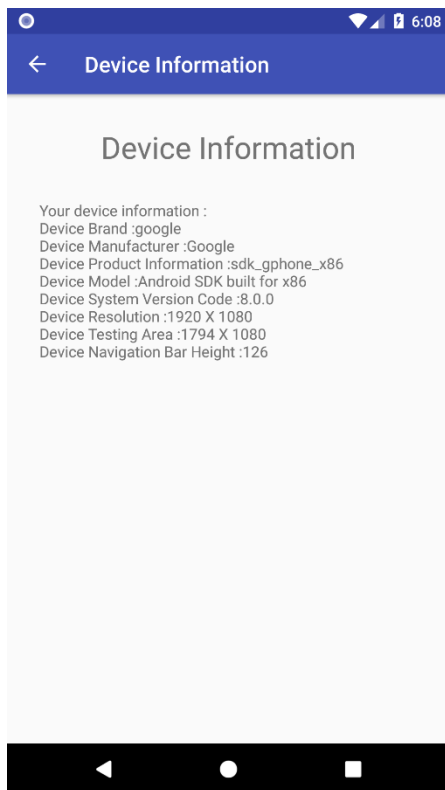 6:08
Device Information
Device Information
Your device information :
Device Brand :google
Device Manufacturer :Google
Device Product Information :sdk_gphone_x86
Device Model :Android SDK built for x86
Device System Version Code :8.0.0
Device Resolution :1920 X 1080
Device Testing Area :1794 X 1080
Device Navigation Bar Height :126